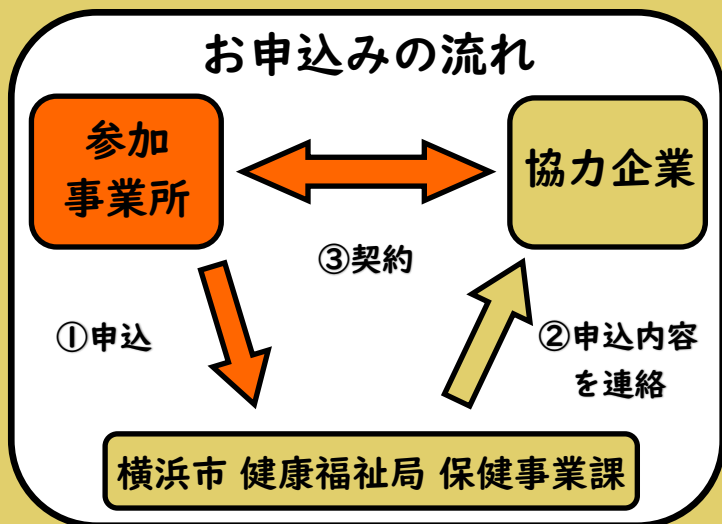 お申込みの流れ
参加
事業所
協力企業
③契約
①申込
②申込内容
を連絡
横浜市 健康福祉局 保健事業課